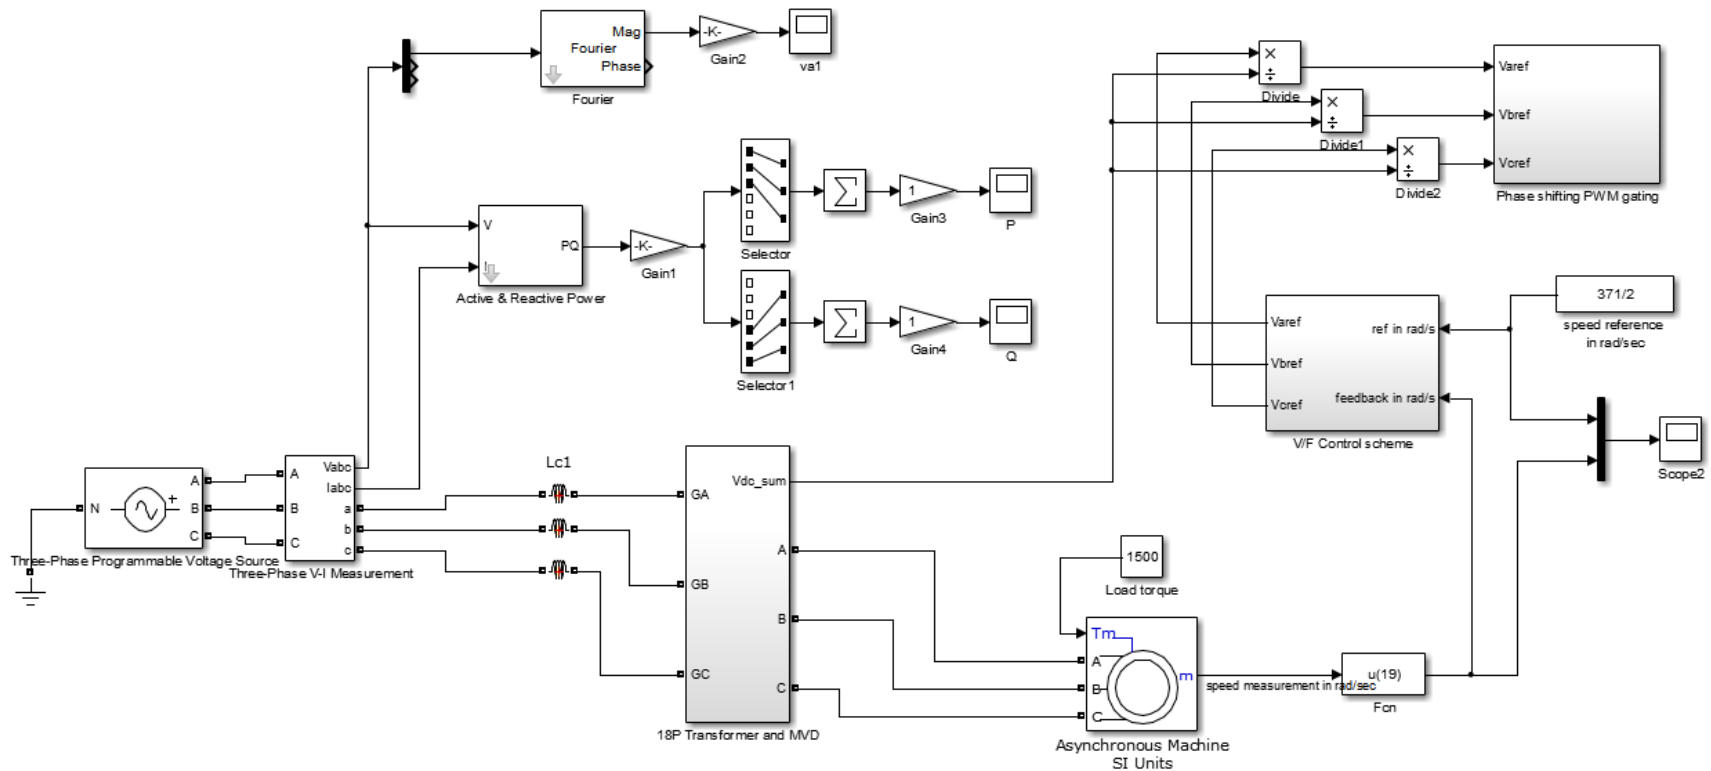 Mag
Fourier
Phase
Fourier
-K-
Gain2
va1
×
÷
Divide
×
÷
Divide1
×
÷
Divide2
Varef
Vbref
Vcref
Phase shifting PWM gating
V
I
PQ
Active & Reactive Power
-K-
Gain1
Selector
Σ
1
Gain3
P
Selector1
Σ
1
Gain4
Q
Varef
Vbref
Vcref
ref in rad/s
feedback in rad/s
V/F Control scheme
371/2
speed reference
in rad/sec
Scope2
N
+
A
B
C
Three-Phase Programmable Voltage Source
A
B
C
Vabc
Iabc
a
b
c
Three-Phase V-I Measurement
Lc1
GA
GB
GC
Vdc_sum
A
B
C
18P Transformer and MVD
1500
Load torque
Tm
A
B
C
m
Asynchronous Machine
SI Units
speed measurement in rad/sec
u(19)
Fcn